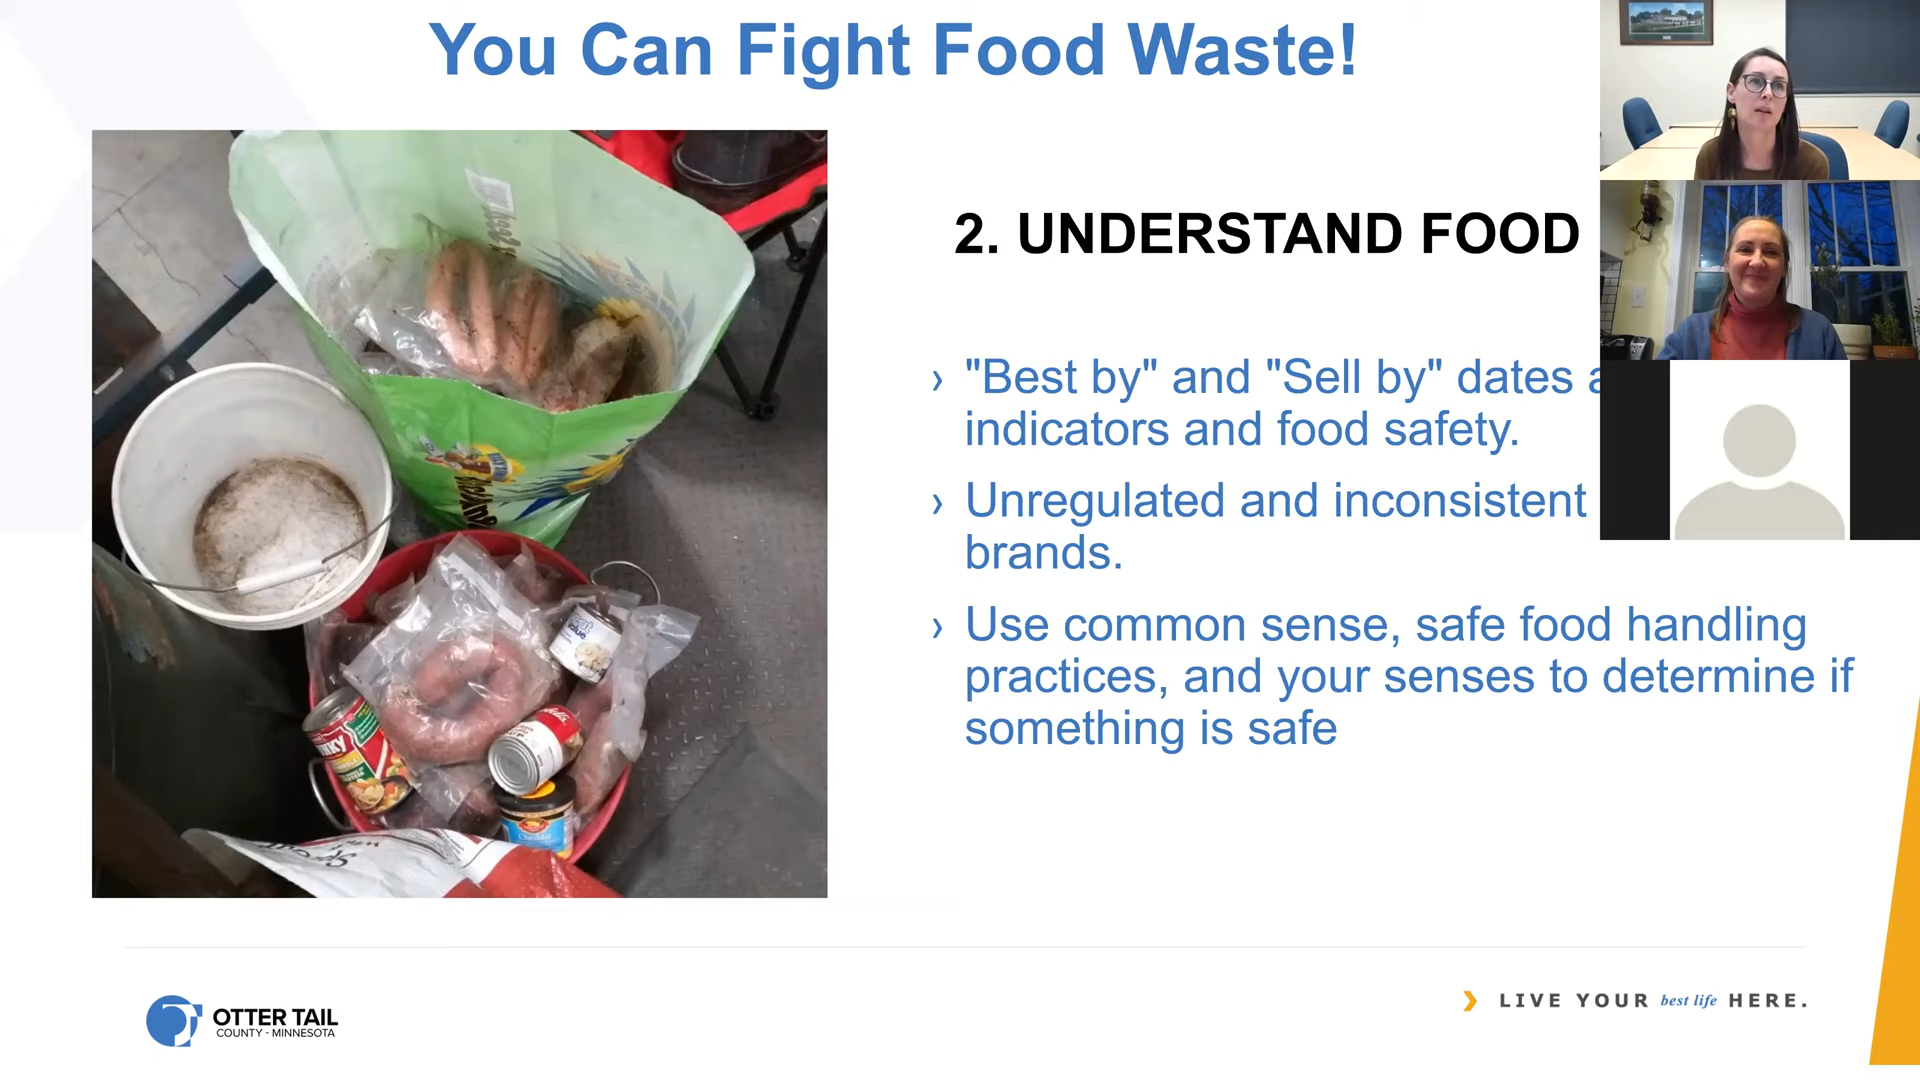 You Can Fight Food Waste!
2. UNDERSTAND FOOD
› "Best by" and "Sell by" dates
indicators and food safety.
› Unregulated and inconsistent
brands.
› Use common sense, safe food handling
practices, and your senses to determine if
something is safe
value
Cheddar
OTTER TAIL
COUNTY - MINNESOTA
LIVE YOUR best life HERE.